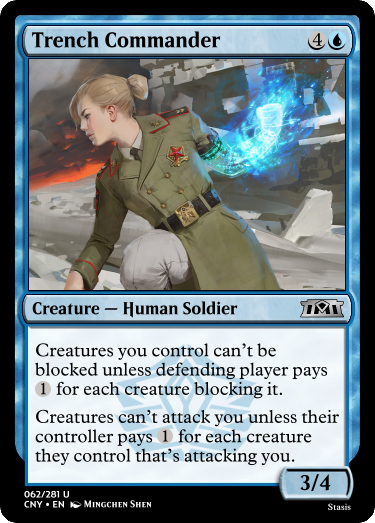 Trench Commander 4
Creature — Human Soldier
Creatures you control can't be
blocked unless defending player pays
1 for each creature blocking it.
Creatures can't attack you unless their
controller pays 1 for each creature
they control that's attacking you.
3/4
062/281 U
CNY • EN Mingchen Shen
Stasis